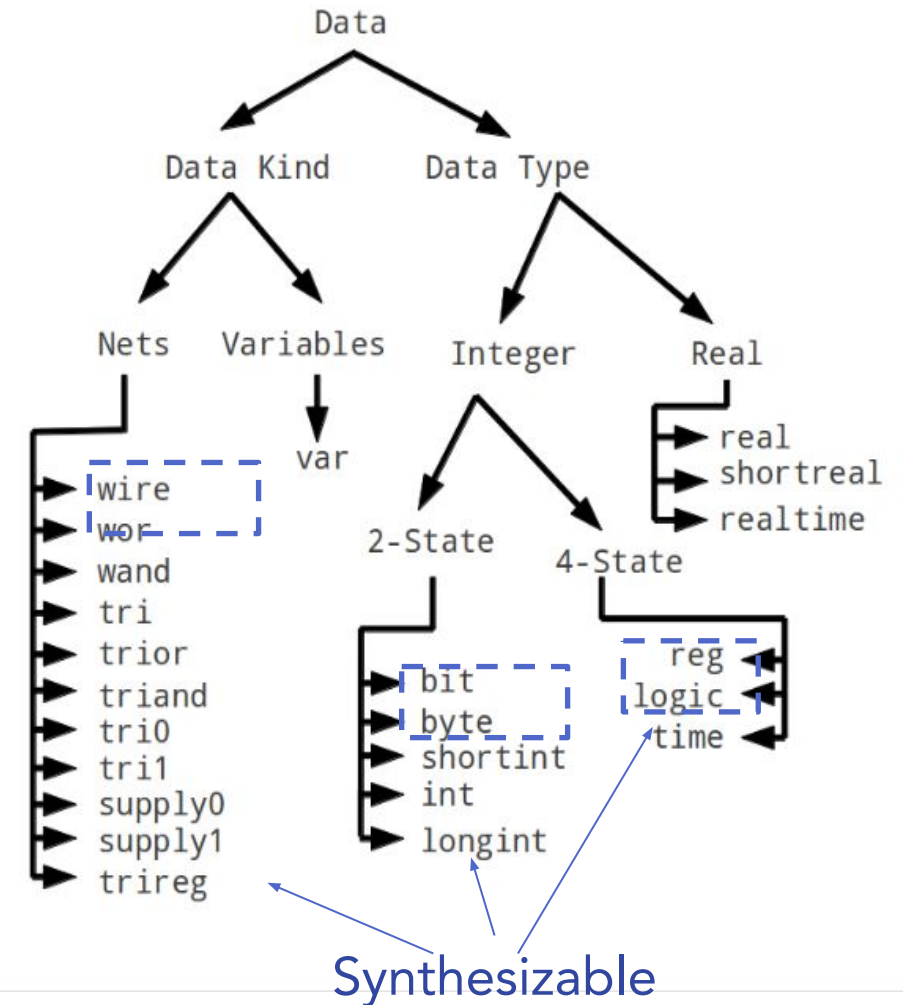 Data
Data Kind
Data Type
Nets
Variables
Integer
Real
var
wire
wor
wand
tri
trior
triand
tri0
tri1
supply0
supply1
trireg
2-State
4-State
bit
byte
shortint
int
longint
reg
logic
time
real
shortreal
realtime
Synthesizable